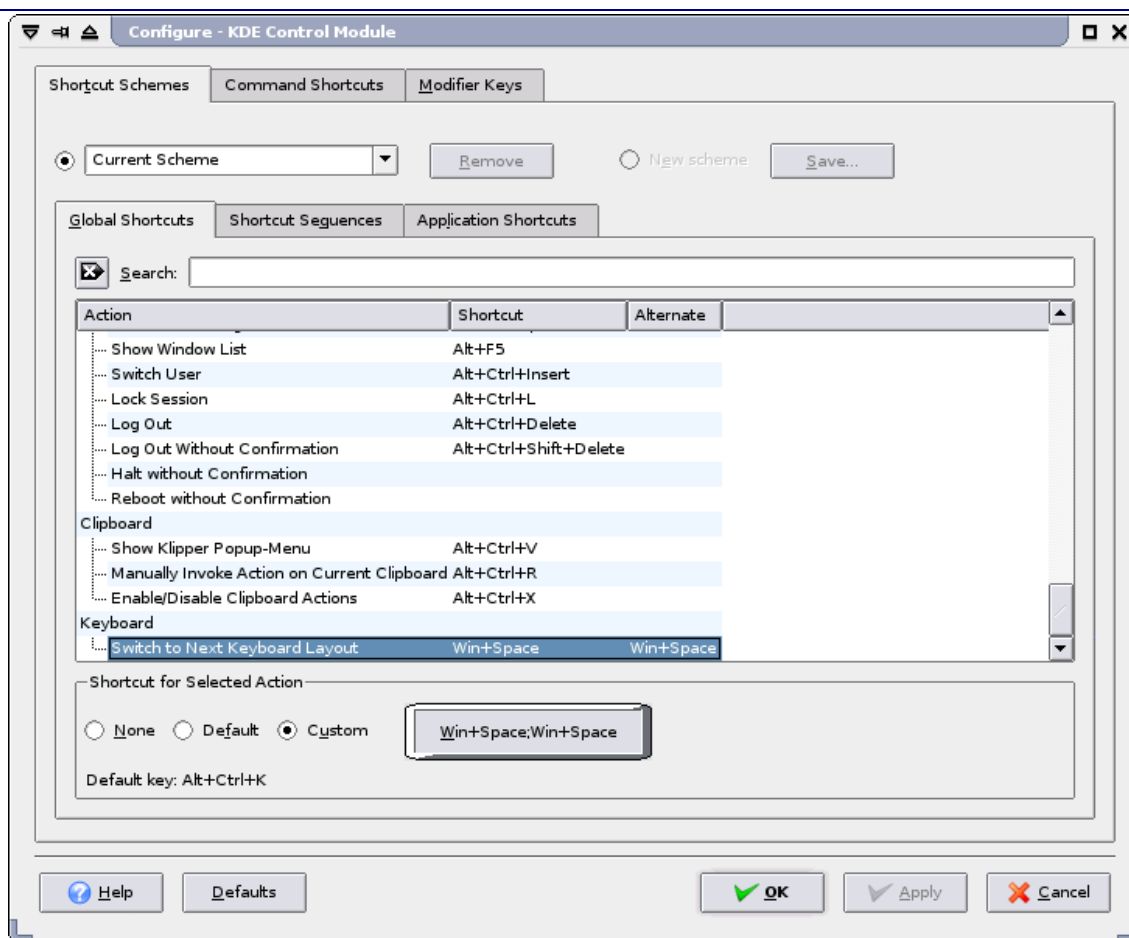 Configure - KDE Control Module
Shortcut Schemes Command Shortcuts Modifier Keys
Current Scheme Remove New scheme Save...
Global Shortcuts Shortcut Sequences Application Shortcuts
Search:
Action Shortcut Alternate
Show Window List Alt+F5
Switch User Alt+Ctrl+Insert
Lock Session Alt+Ctrl+L
Log Out Alt+Ctrl+Delete
Log Out Without Confirmation Alt+Ctrl+Shift+Delete
Halt without Confirmation
Reboot without Confirmation
Clipboard
Show Klipper Popup-Menu Alt+Ctrl+V
Manually Invoke Action on Current Clipboard Alt+Ctrl+R
Enable/Disable Clipboard Actions Alt+Ctrl+X
Keyboard
Switch to Next Keyboard Layout Win+Space Win+Space
Shortcut for Selected Action
None Default Custom Win+Space;Win+Space
Default key: Alt+Ctrl+K
Help Defaults OK Apply Cancel